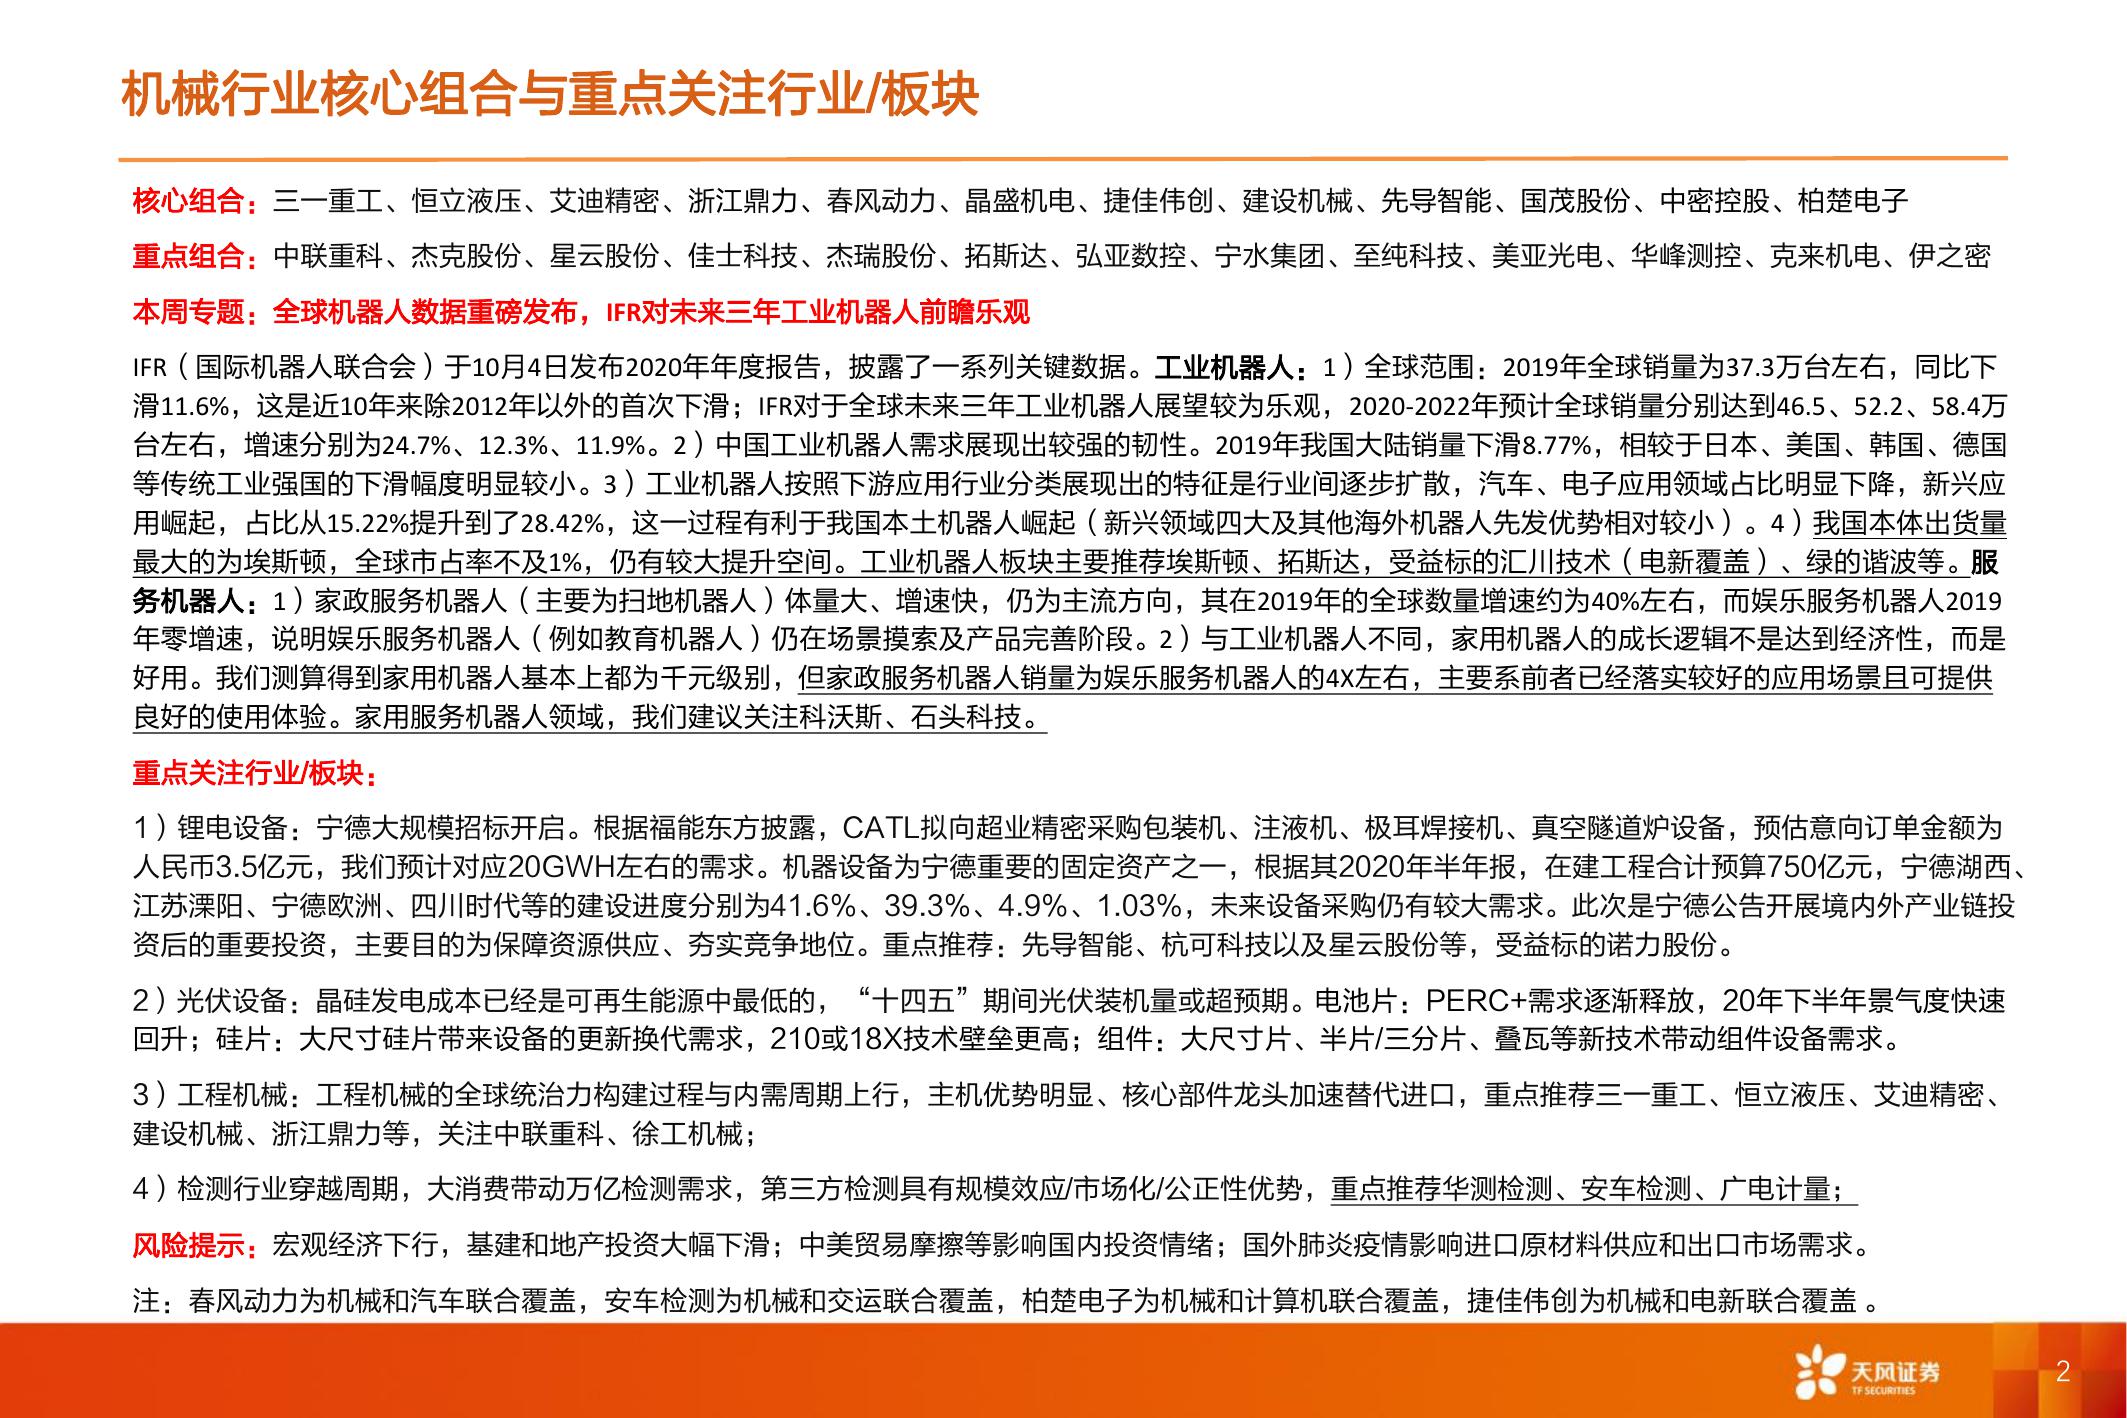 机械行业核心组合与重点关注行业/板块
核心组合：三一重工、恒立液压、艾迪精密、浙江鼎力、春风动力、晶盛机电、捷佳伟创、建设机械、先导智能、国茂股份、中密控股、柏楚电子
重点组合：中联重科、杰克股份、星云股份、佳士科技、杰瑞股份、拓斯达、弘亚数控、宁水集团、至纯科技、美亚光电、华峰测控、克来机电、伊之密
本周专题：全球机器人数据重磅发布，IFR对未来三年工业机器人前瞻乐观
IFR（国际机器人联合会）于10月4日发布2020年年度报告，披露了一系列关键数据。工业机器人：1）全球范围：2019年全球销量为37.3万台左右，同比下
滑11.6%，这是近10年来除2012年以外的首次下滑；IFR对于全球未来三年工业机器人展望较为乐观，2020-2022年预计全球销量分别达到46.5、52.2、58.4万
台左右，增速分别为24.7%、12.3%、11.9%。2）中国工业机器人需求展现出较强的韧性。2019年我国大陆销量下滑8.77%，相较于日本、美国、韩国、德国
等传统工业强国的下滑幅度明显较小。3）工业机器人按照下游应用行业分类展现出的特征是行业间逐步扩散，汽车、电子应用领域占比明显下降，新兴应
用崛起，占比从15.22%提升到了28.42%，这一过程有利于我国本土机器人崛起（新兴领域四大及其他海外机器人先发优势相对较小）。4）我国本体出货量
最大的为埃斯顿，全球市占率不及1%，仍有较大提升空间。工业机器人板块主要推荐埃斯顿、拓斯达，受益标的汇川技术（电新覆盖）、绿的谐波等。服
务机器人：1）家政服务机器人（主要为扫地机器人）体量大、增速快，仍为主流方向，其在2019年的全球数量增速约为40%左右，而娱乐服务机器人2019
年零增速，说明娱乐服务机器人（例如教育机器人）仍在场景摸索及产品完善阶段。2）与工业机器人不同，家用机器人的成长逻辑不是达到经济性，而是
好用。我们测算得到家用机器人基本上都为千元级别，但家政服务机器人销量为娱乐服务机器人的4X左右，主要系前者已经落实较好的应用场景且可提供
良好的使用体验。家用服务机器人领域，我们建议关注科沃斯、石头科技。
重点关注行业/板块：
1）锂电设备：宁德大规模招标开启。根据福能东方披露，CATL拟向超业精密采购包装机、注液机、极耳焊接机、真空隧道炉设备，预估意向订单金额为
人民币3.5亿元，我们预计对应20GWH左右的需求。机器设备为宁德重要的固定资产之一，根据其2020年半年报，在建工程合计预算750亿元，宁德湖西、
江苏溧阳、宁德欧洲、四川时代等的建设进度分别为41.6%、39.3%、4.9%、1.03%，未来设备采购仍有较大需求。此次是宁德公告开展境内外产业链投
资后的重要投资，主要目的为保障资源供应、夯实竞争地位。重点推荐：先导智能、杭可科技以及星云股份等，受益标的诺力股份。
2）光伏设备：晶硅发电成本已经是可再生能源中最低的，“十四五”期间光伏装机量或超预期。电池片：PERC+需求逐渐释放，20年下半年景气度快速
回升；硅片：大尺寸硅片带来设备的更新换代需求，210或18X技术壁垒更高；组件：大尺寸片、半片/三分片、叠瓦等新技术带动组件设备需求。
3）工程机械：工程机械的全球统治力构建过程与内需周期上行，主机优势明显、核心部件龙头加速替代进口，重点推荐三一重工、恒立液压、艾迪精密、
建设机械、浙江鼎力等，关注中联重科、徐工机械；
4）检测行业穿越周期，大消费带动万亿检测需求，第三方检测具有规模效应/市场化/公正性优势，重点推荐华测检测、安车检测、广电计量；
风险提示：宏观经济下行，基建和地产投资大幅下滑；中美贸易摩擦等影响国内投资情绪；国外肺炎疫情影响进口原材料供应和出口市场需求。
注：春风动力为机械和汽车联合覆盖，安车检测为机械和交运联合覆盖，柏楚电子为机械和计算机联合覆盖，捷佳伟创为机械和电新联合覆盖 。
天风证券
TF SECURITIES
2